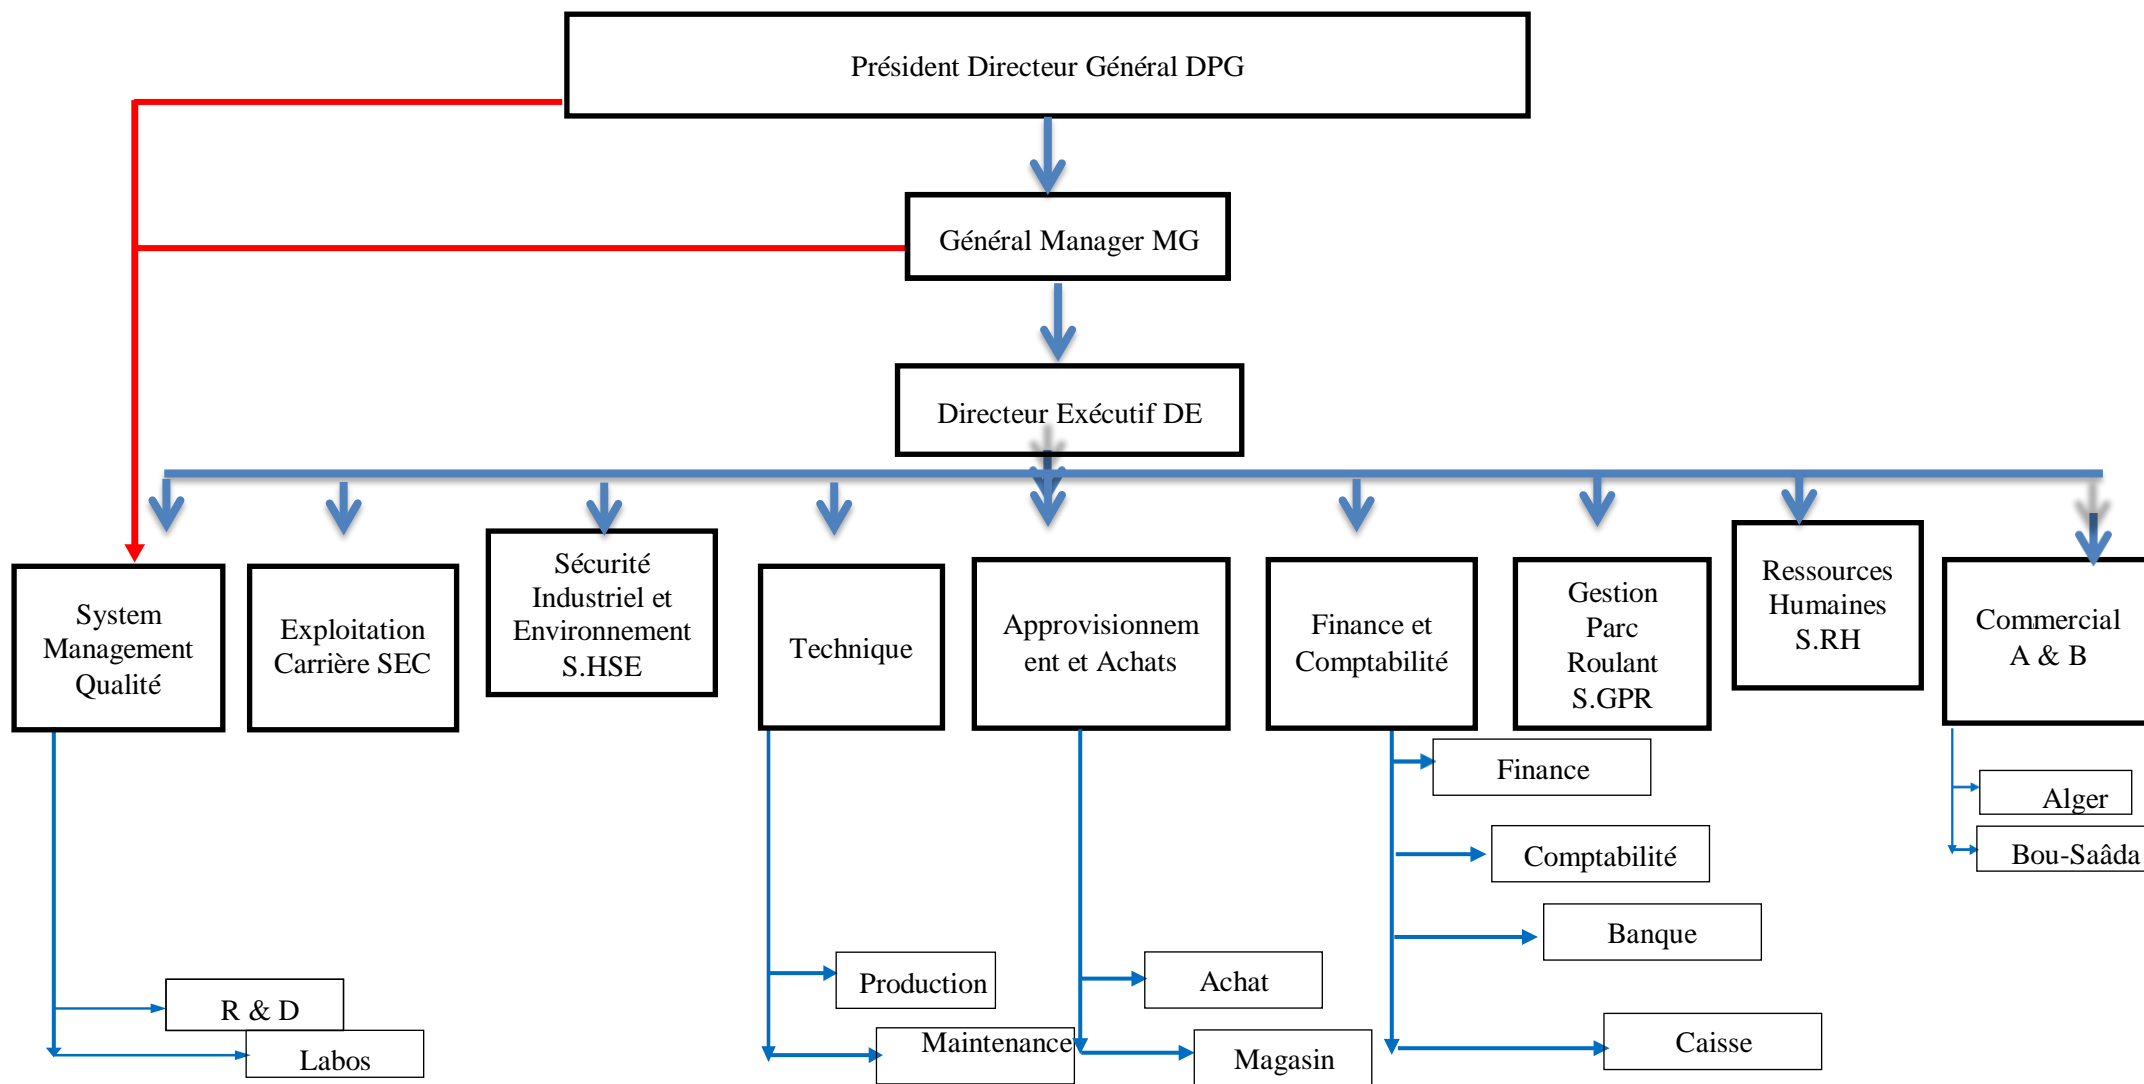 Président Directeur Général DPG
Général Manager MG
Directeur Exécutif DE
System
Management
Qualité
Exploitation
Carrière SEC
Sécurité
Industriel et
Environnement
S.HSE
Technique
Approvisionnem
ent et Achats
Finance et
Comptabilité
Gestion
Parc
Roulant
S.GPR
Ressources
Humaines
S.RH
Commercial
A & B
R & D
Labos
Production
Maintenance
Achat
Magasin
Finance
Comptabilité
Banque
Caisse
Alger
Bou-Saâda